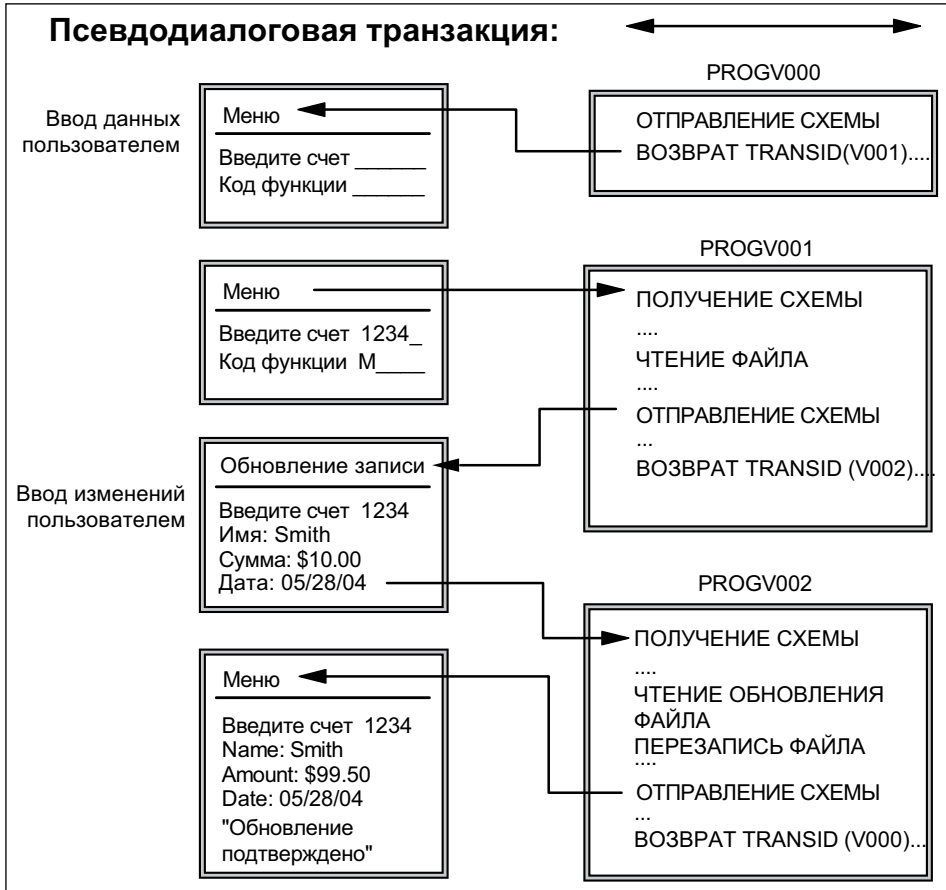 Псевдодиалоговая транзакция:
PROGV000
Ввод данных
пользователем
Меню
Введите счет ______
Код функции ______
ОТПРАВЛЕНИЕ СХЕМЫ
ВОЗВРАТ TRANSID(V001)....
PROGV001
Меню
Введите счет 1234_
Код функции М____
ПОЛУЧЕНИЕ СХЕМЫ
....
ЧТЕНИЕ ФАЙЛА
....
ОТПРАВЛЕНИЕ СХЕМЫ
...
ВОЗВРАТ TRANSID (V002)....
Ввод изменений
пользователем
Обновление записи
Введите счет 1234
Имя: Smith
Сумма: $10.00
Дата: 05/28/04
PROGV002
ПОЛУЧЕНИЕ СХЕМЫ
....
ЧТЕНИЕ ОБНОВЛЕНИЯ
ФАЙЛА
ПЕРЕЗАПИСЬ ФАЙЛА
....
ОТПРАВЛЕНИЕ СХЕМЫ
...
ВОЗВРАТ TRANSID (V000)...
Меню
Введите счет 1234
Name: Smith
Amount: $99.50
Date: 05/28/04
"Обновление
подтверждено"